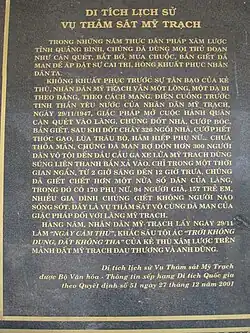 DI TÍCH LỊCH SỬ
VỤ THẢM SÁT MỸ TRẠCH
TRONG NHỮNG NĂM THỰC DÂN PHÁP XÂM LƯỢC
TỈNH QUẢNG BÌNH, CHÚNG ĐÃ DÙNG MỌI THỦ ĐOẠN
NHƯ CÀN QUÉT, BẮT BỚ, MUA CHUỘC, BẮN GIẾT DÃ
MAN ĐỂ ÁP ĐẶT SỰ CAI TRỊ, HÒNG KHUẤT PHỤC NHÂN
DÂN TA.
KHÔNG KHUẤT PHỤC TRƯỚC SỰ TÀN BẠO CỦA KẺ
THÙ, NHÂN DÂN MỸ TRẠCH VẪN MỘT LÒNG, MỘT DẠ ĐI
THEO ĐẢNG, THEO CÁCH MẠNG. ĐIÊN CUỒNG TRƯỚC
TINH THẦN YÊU NƯỚC CỦA NHÂN DÂN MỸ TRẠCH,
NGÀY 29/11/1947, GIẶC PHÁP MỞ CUỘC HÀNH QUÂN
CÀN QUÉT VÀO LÀNG, CHÚNG ĐỐT NHÀ, CƯỚP BÓC,
BẮN GIẾT. SAU KHI ĐỐT CHÁY 326 NGÔI NHÀ, CƯỚP HẾT
THÓC GẠO, LÙA TRÂU BÒ, HÃM HIẾP PHỤ NỮ... CHƯA
THỎA MÃN, CHÚNG DÃ MAN BỎ DỒN HƠN 300 NGƯỜI
DÂN VÔ TỘI ĐẾN ĐẦU CẦU GA XE LỬA MỸ TRẠCH DÙNG
SÚNG LIÊN THANH BẮN XẢ VÀO. CHỈ TRONG MỘT THỜI
GIAN NGẮN, TỪ 2 GIỜ SÁNG ĐẾN 12 GIỜ TRƯA, CHÚNG
ĐÃ GIẾT CHẾT HƠN MỘT NỬA SỐ DÂN CỦA LÀNG,
TRONG ĐÓ CÓ 170 PHỤ NỮ, 94 NGƯỜI GIÀ, 157 TRẺ EM,
NHIỀU GIA ĐÌNH CHÚNG GIẾT KHÔNG NGƯỜI NÀO
SỐNG SÓT. ĐÂY LÀ VỤ THẢM SÁT VÔ CÙNG DÃ MAN CỦA
GIẶC PHÁP ĐỐI VỚI LÀNG MỸ TRẠCH.
HÀNG NĂM, NHÂN DÂN MỸ TRẠCH LẤY NGÀY 29/11
LÀM "NGÀY CĂM THÙ", KHẮC SÂU TỘI ÁC "TRỜI KHÔNG
DUNG, ĐẤT KHÔNG THA" CỦA KẺ THÙ XÂM LƯỢC TRÊN
MẢNH ĐẤT MỸ TRẠCH ĐAU THƯƠNG VÀ ANH DŨNG.
Di tích lịch sử Vụ Thảm sát Mỹ Trạch
được Bộ Văn hóa - Thông tin xếp hạng Di tích Quốc gia
theo Quyết định số 51 ngày 27 tháng 12 năm 2001